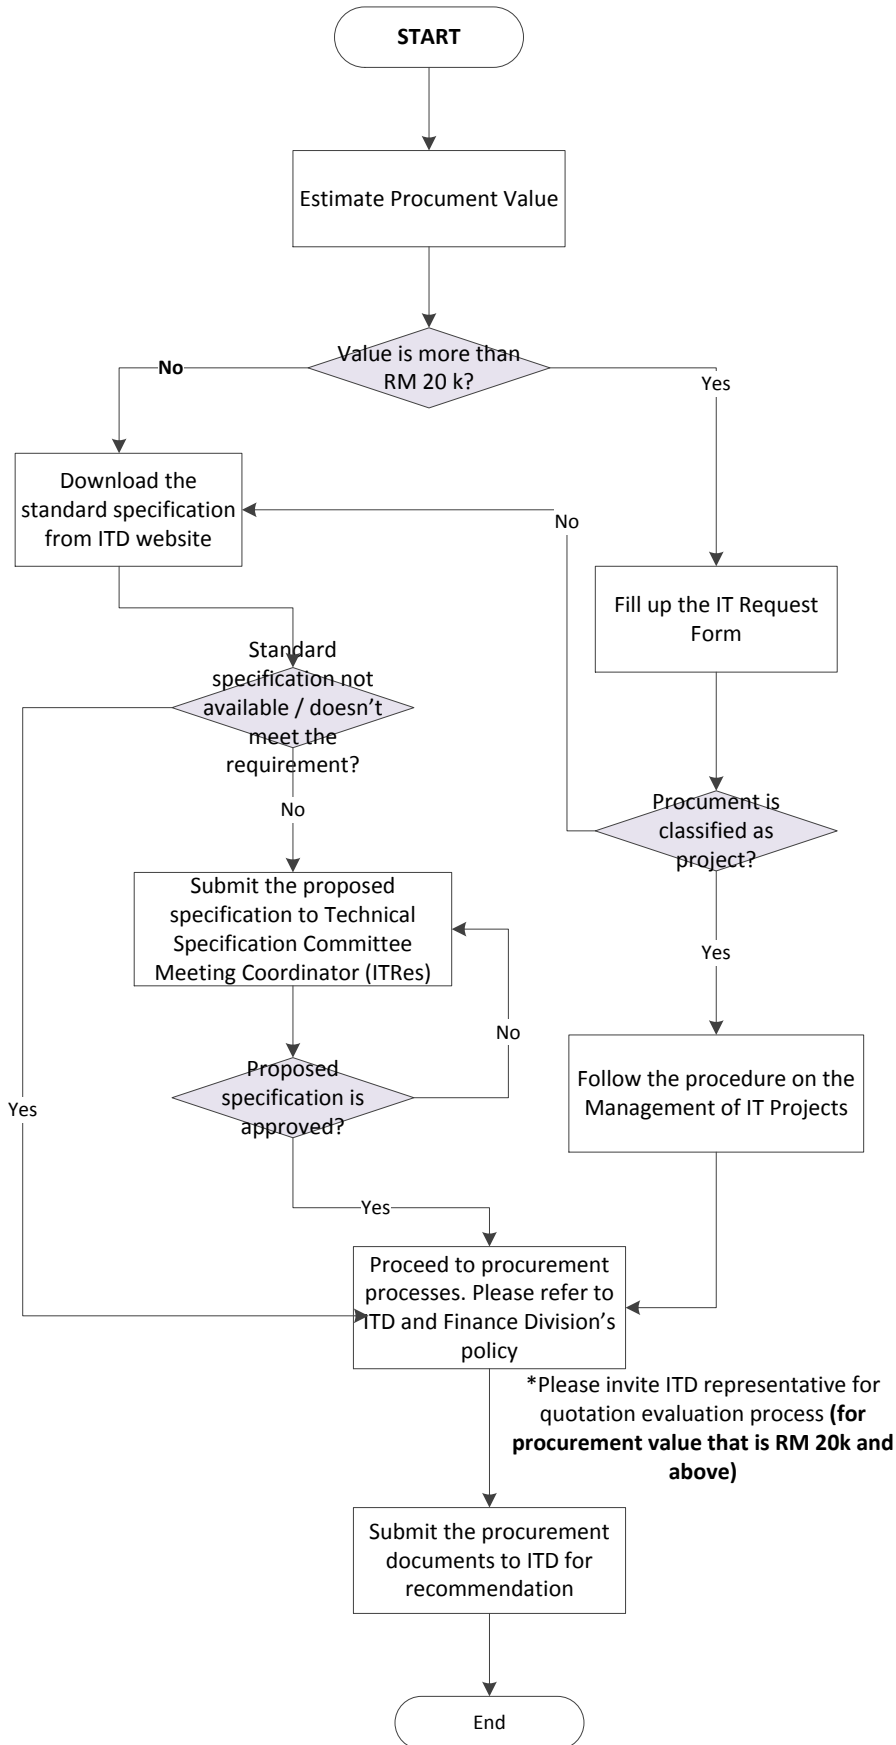 START
Estimate Procument Value
Value is more than
RM 20 k?
No
Yes
Download the
standard specification
from ITD website
No
Fill up the IT Request
Form
Standard
specification not
available / doesn’t
meet the
requirement?
No
Procument is
classified as
project?
Submit the proposed
specification to Technical
Specification Committee
Meeting Coordinator (ITRes)
Yes
No
Proposed
specification is
approved?
Follow the procedure on the
Management of IT Projects
Yes
Yes
Proceed to procurement
processes. Please refer to
ITD and Finance Division’s
policy
*Please invite ITD representative for
quotation evaluation process (for
procurement value that is RM 20k and
above)
Submit the procurement
documents to ITD for
recommendation
End